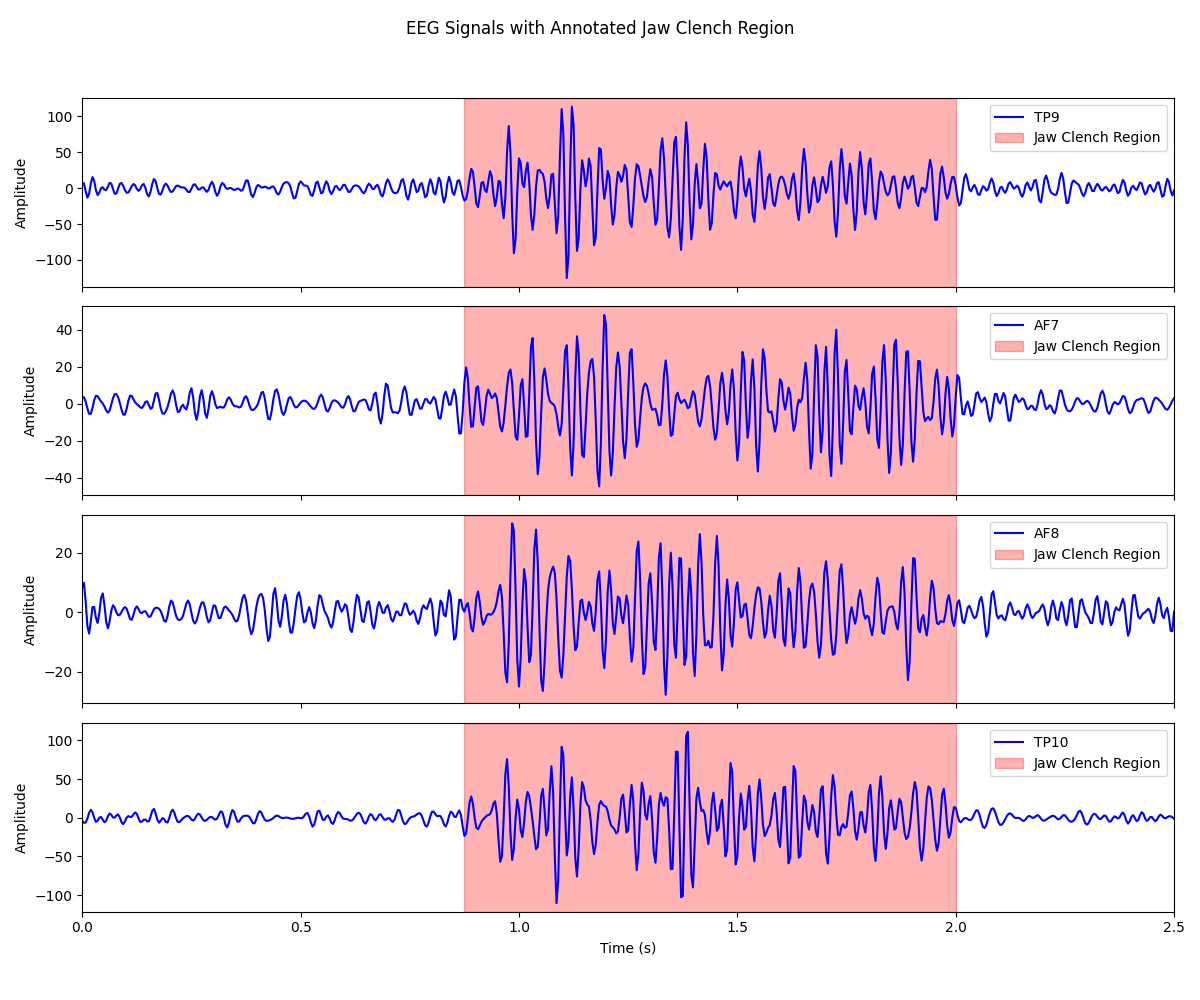 EEG Signals with Annotated Jaw Clench Region
100
50
0
−50
−100
Amplitude
TP9
Jaw Clench Region
40
20
0
−20
−40
Amplitude
AF7
Jaw Clench Region
20
0
−20
Amplitude
AF8
Jaw Clench Region
100
50
0
−50
−100
Amplitude
TP10
Jaw Clench Region
0.0 0.5 1.0 1.5 2.0 2.5
Time (s)